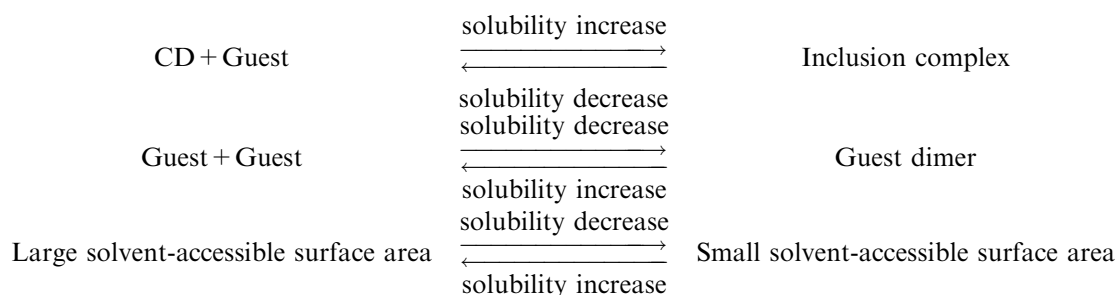 solubility increase
CD + Guest Inclusion complex
solubility decrease
solubility decrease
Guest + Guest Guest dimer
solubility increase
solubility decrease
Large solvent-accessible surface area Small solvent-accessible surface area
solubility increase